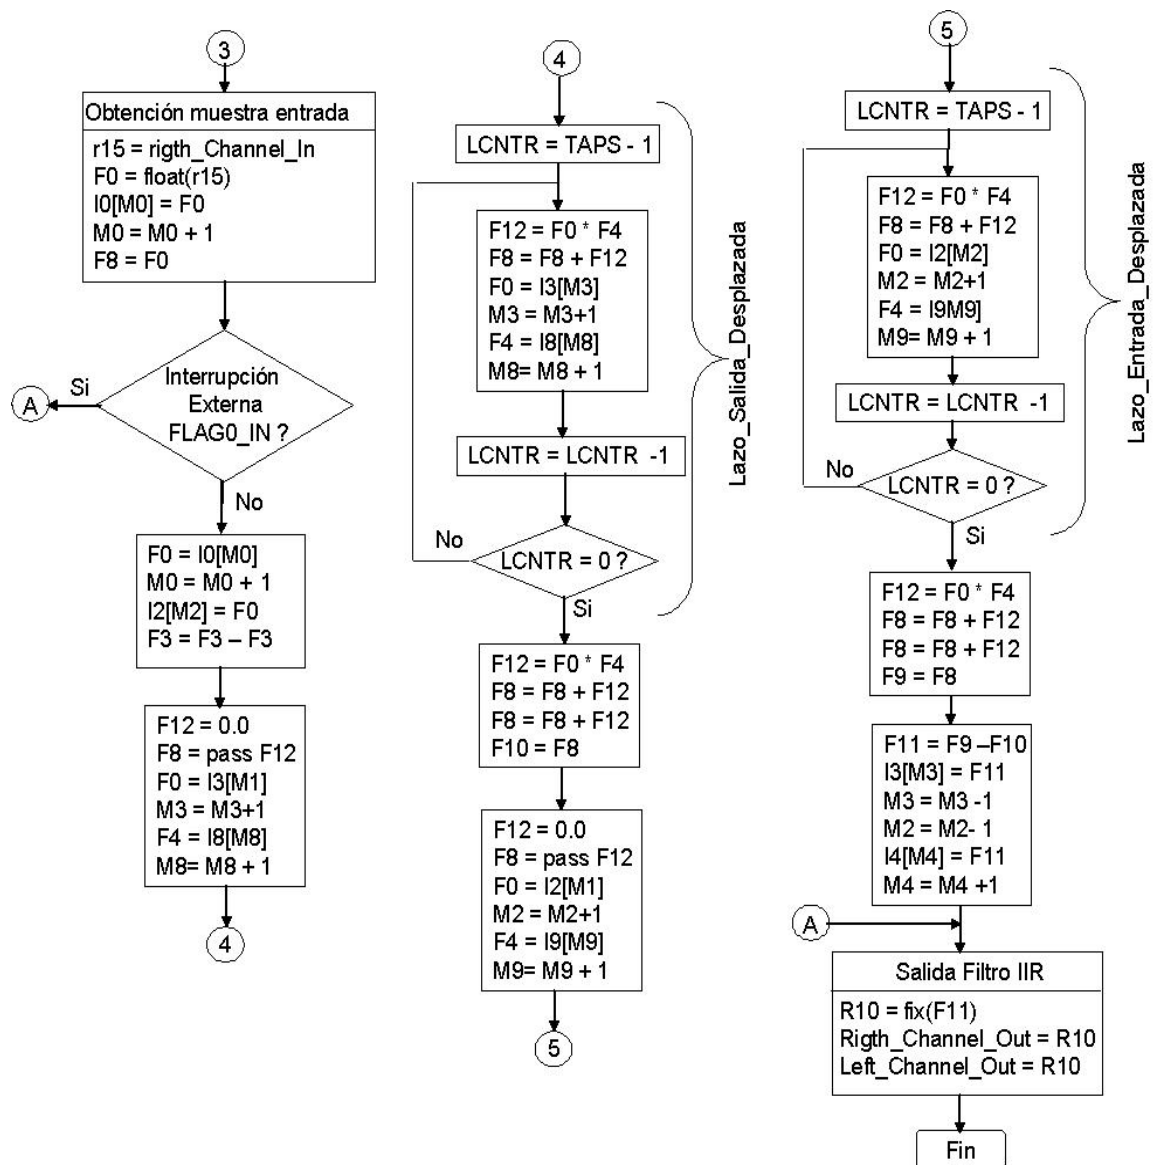 3
Obtención muestra entrada
r15 = rigth_Channel_In
F0 = float(r15)
I0[M0] = F0
M0 = M0 + 1
F8 = F0
Interrupción
Externa
FLAG0_IN ?
Si
A
No
F0 = I0[M0]
M0 = M0 + 1
I2[M2] = F0
F3 = F3 – F3
F12 = 0.0
F8 = pass F12
F0 = I3[M1]
M3 = M3+1
F4 = I8[M8]
M8= M8 + 1
4
4
LCNTR = TAPS - 1
F12 = F0 * F4
F8 = F8 + F12
F0 = I3[M3]
M3 = M3+1
F4 = I8[M8]
M8= M8 + 1
LCNTR = LCNTR -1
LCNTR = 0 ?
No
Si
Lazo_Salida_Desplazada
F12 = F0 * F4
F8 = F8 + F12
F8 = F8 + F12
F10 = F8
F12 = 0.0
F8 = pass F12
F0 = I2[M1]
M2 = M2+1
F4 = I9[M9]
M9= M9 + 1
5
5
LCNTR = TAPS - 1
F12 = F0 * F4
F8 = F8 + F12
F0 = I2[M2]
M2 = M2+1
F4 = I9M9]
M9= M9 + 1
LCNTR = LCNTR -1
LCNTR = 0 ?
No
Si
Lazo_Entrada_Desplazada
F12 = F0 * F4
F8 = F8 + F12
F8 = F8 + F12
F9 = F8
F11 = F9 –F10
I3[M3] = F11
M3 = M3 -1
M2 = M2- 1
I4[M4] = F11
M4 = M4 +1
A
Salida Filtro IIR
R10 = fix(F11)
Rigth_Channel_Out = R10
Left_Channel_Out = R10
Fin